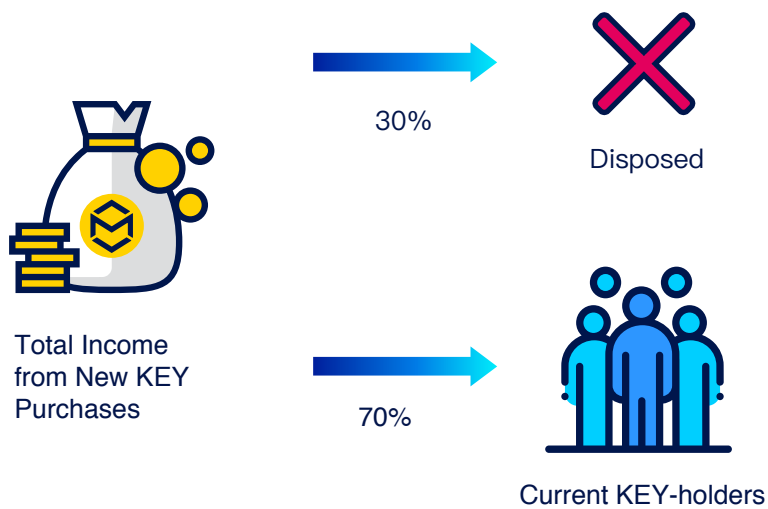 30%
Disposed
Total Income
from New KEY
Purchases
70%
Current KEY-holders